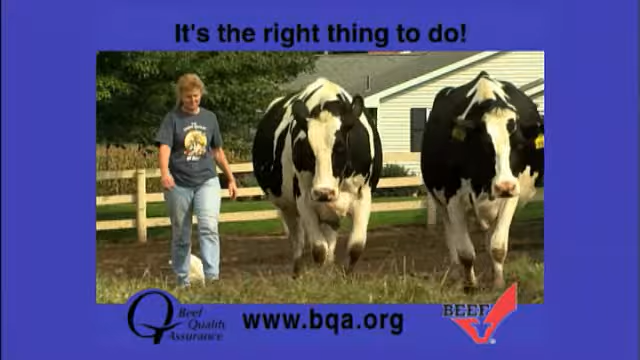 It's the right thing to do!
Beef
Quality
Assurance
www.bqa.org
BEEF